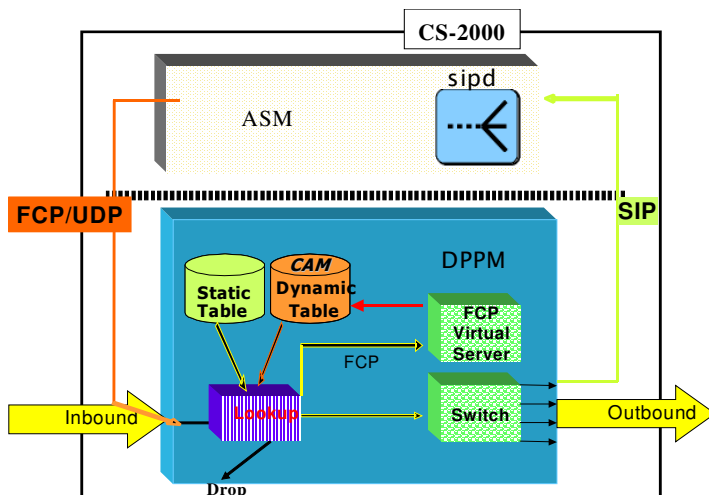 CS-2000
sipd
ASM
FCP/UDP
SIP
DPPM
CAM
Static
Table
Dynamic
Table
FCP
Virtual
Server
FCP
Inbound
Lookup
Switch
Outbound
Drop